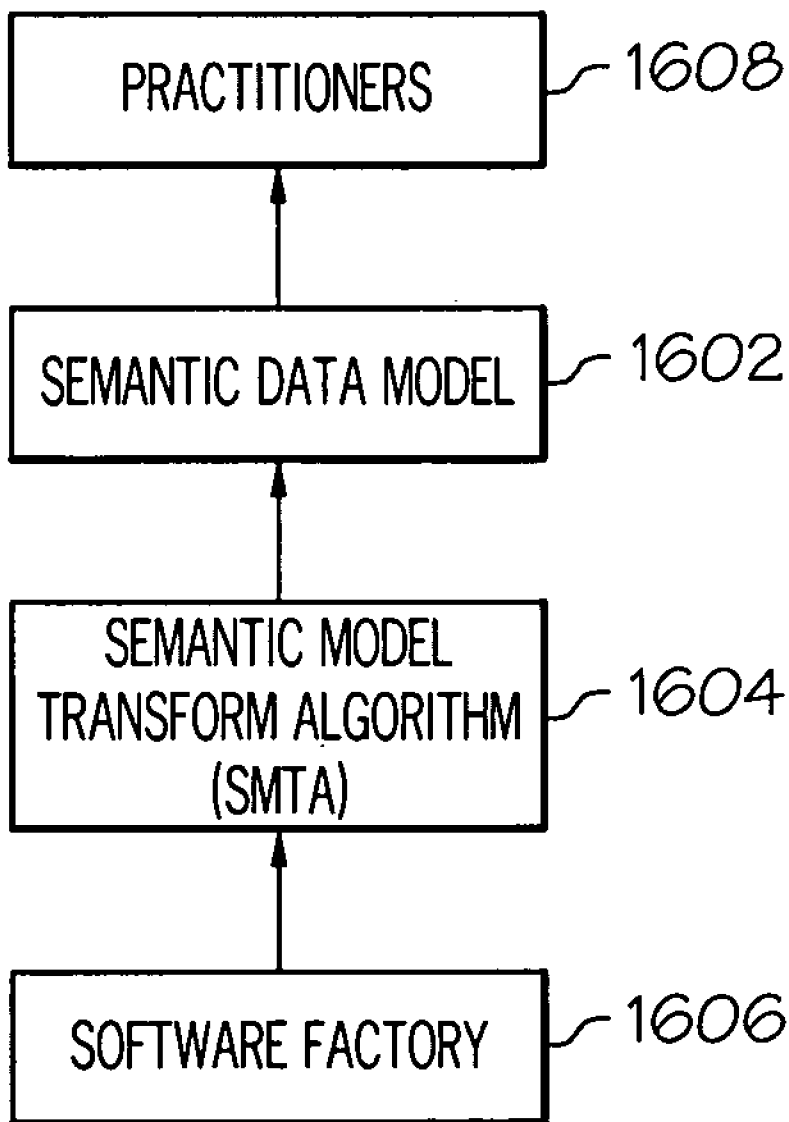 PRACTITIONERS
1608
SEMANTIC DATA MODEL
1602
SEMANTIC MODEL
TRANSFORM ALGORITHM
(SMTA)
1604
SOFTWARE FACTORY
1606